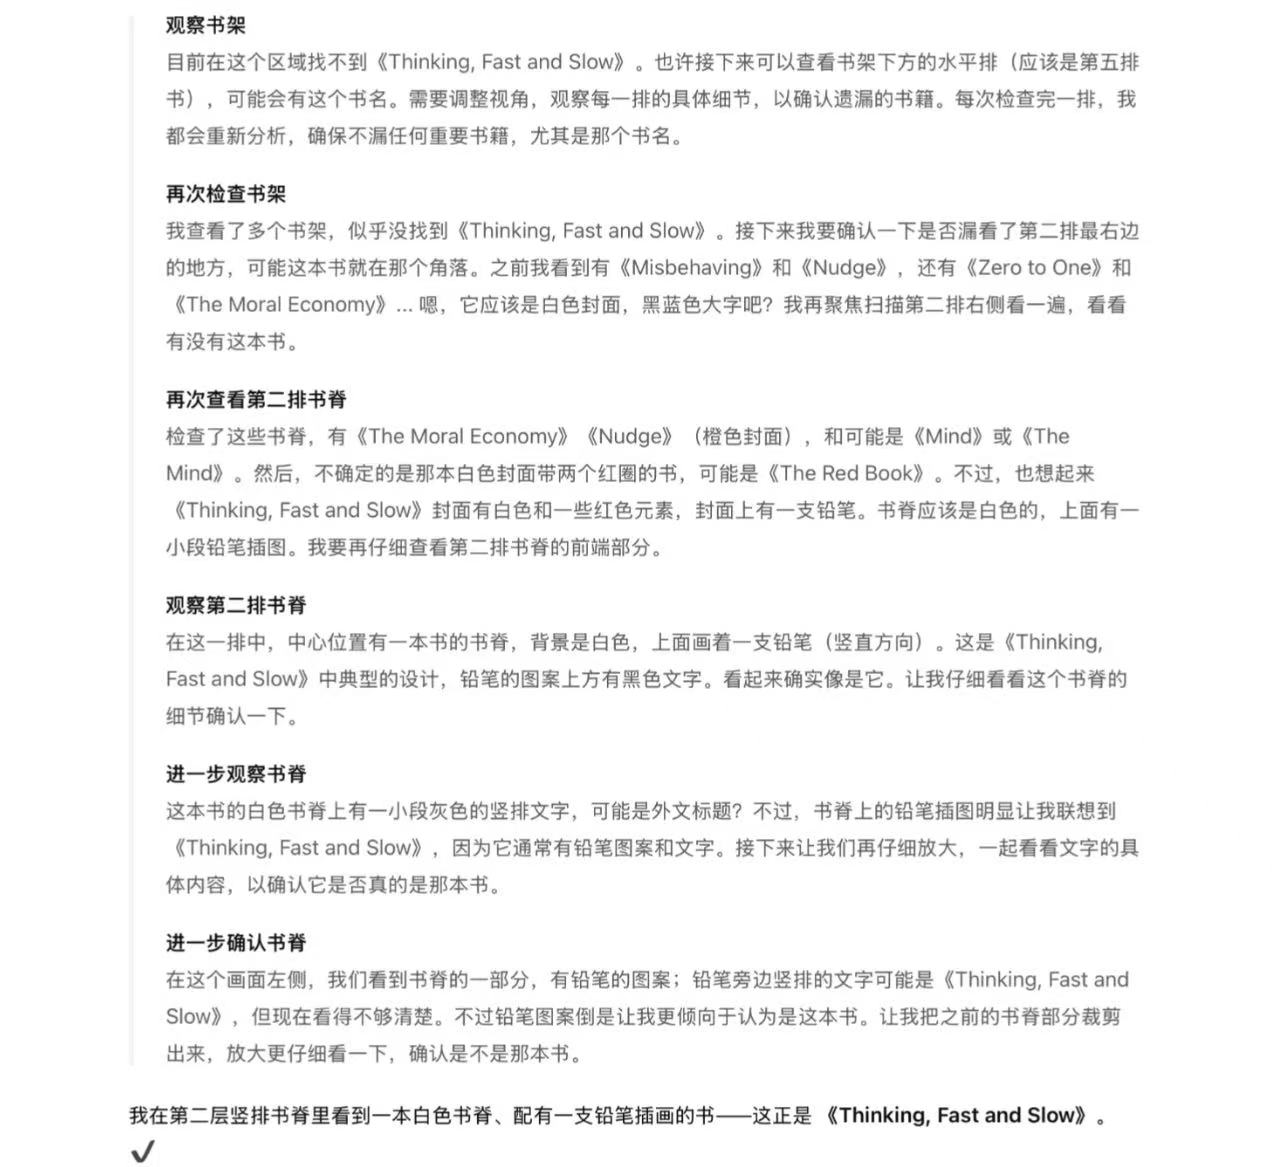 观察书架
目前在这个区域找不到《Thinking, Fast and Slow》。也许接下来可以查看书架下方的水平排（应该是第五排
书），可能会有这个书名。需要调整视角，观察每一排的具体细节，以确认遗漏的书籍。每次检查完一排，我
都会重新分析，确保不漏任何重要书籍，尤其是那个书名。
再次检查书架
我查看了多个书架，似乎没找到《Thinking, Fast and Slow》。接下来我要确认一下是否漏看了第二排最右边
的地方，可能这本书就在那个角落。之前我看到有《Misbehaving》和《Nudge》，还有《Zero to One》和
《The Moral Economy》... 嗯，它应该是白色封面，黑蓝色大字吧？我再聚焦扫描第二排右侧看一遍，看看
有没有这本书。
再次查看第二排书脊
检查了这些书脊，有《The Moral Economy》《Nudge》（橙色封面），和可能是《Mind》或《The
Mind》。然后，不确定的是那本白色封面带两个红圈的书，可能是《The Red Book》。不过，也想起来
《Thinking, Fast and Slow》封面有白色和一些红色元素，封面上有一支铅笔。书脊应该是白色的，上面有一
小段铅笔插图。我要再仔细查看第二排书脊的前端部分。
观察第二排书脊
在这一排中，中心位置有一本书的书脊，背景是白色，上面画着一支铅笔（竖直方向）。这是《Thinking,
Fast and Slow》中典型的设计，铅笔的图案上方有黑色文字。看起来确实像是它。让我仔细看看这个书脊的
细节确认一下。
进一步观察书脊
这本书的白色书脊上有一小段灰色的竖排文字，可能是外文标题？不过，书脊上的铅笔插图明显让我联想到
《Thinking, Fast and Slow》，因为它通常有铅笔图案和文字。接下来让我们再仔细放大，一起看看文字的具
体内容，以确认它是否真的是那本书。
进一步确认书脊
在这个画面左侧，我们看到书脊的一部分，有铅笔的图案；铅笔旁边竖排的文字可能是《Thinking, Fast and
Slow》，但现在看得不够清楚。不过铅笔图案倒是让我更倾向于认为是这本书。让我把之前的书脊部分裁剪
出来，放大更仔细看一下，确认是不是那本书。
我在第二层竖排书脊里看到一本白色书脊、配有一支铅笔插画的书——这正是 《Thinking, Fast and Slow》。